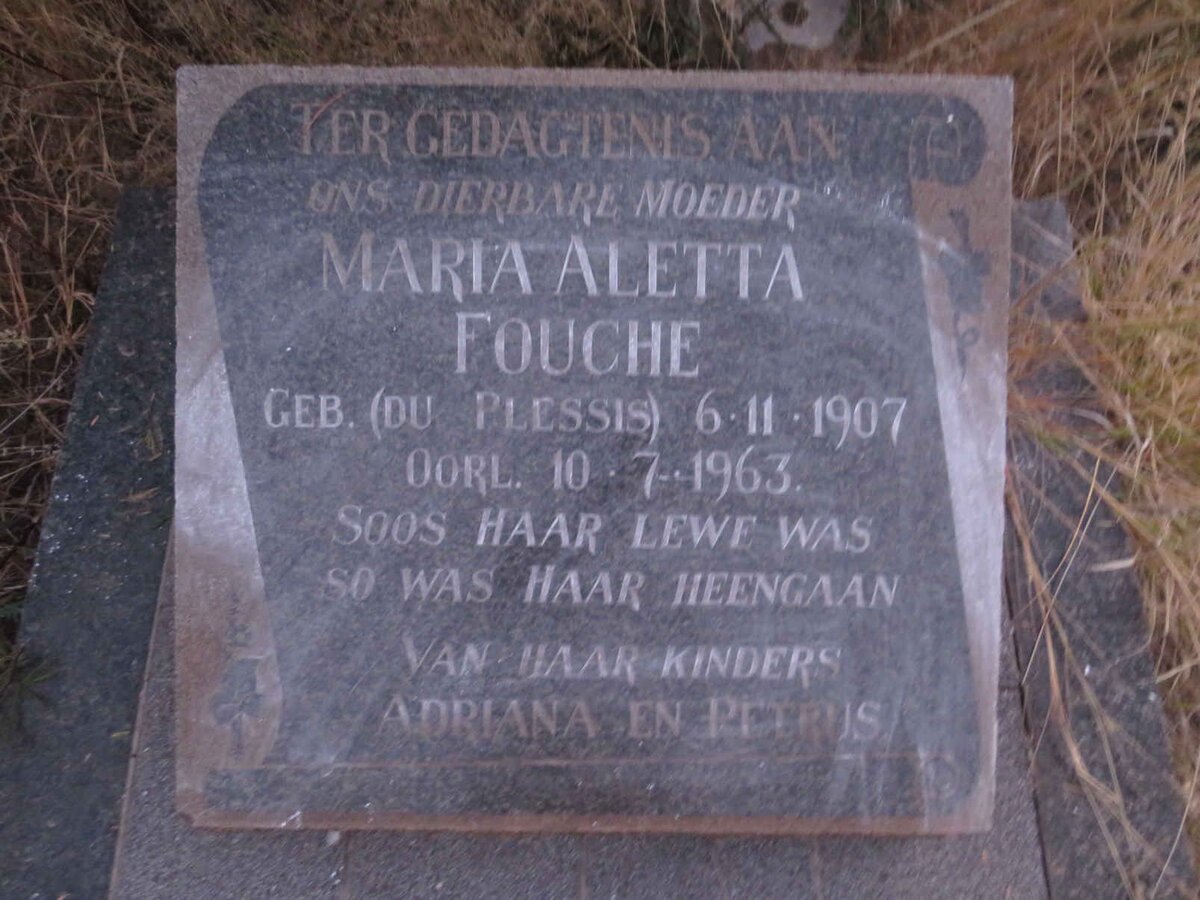 TER GEDAGTENIS AAN
ONS DIERBARE MOEDER
MARIA ALETTA
FOUCHE
GEB. (DU PLESSIS) 6·11·1907
OORL. 10·7·1963.
SOOS HAAR LEWE WAS
SO WAS HAAR HEENGAAN
VAN HAAR KINDERS
ADRIANA EN PETRUS